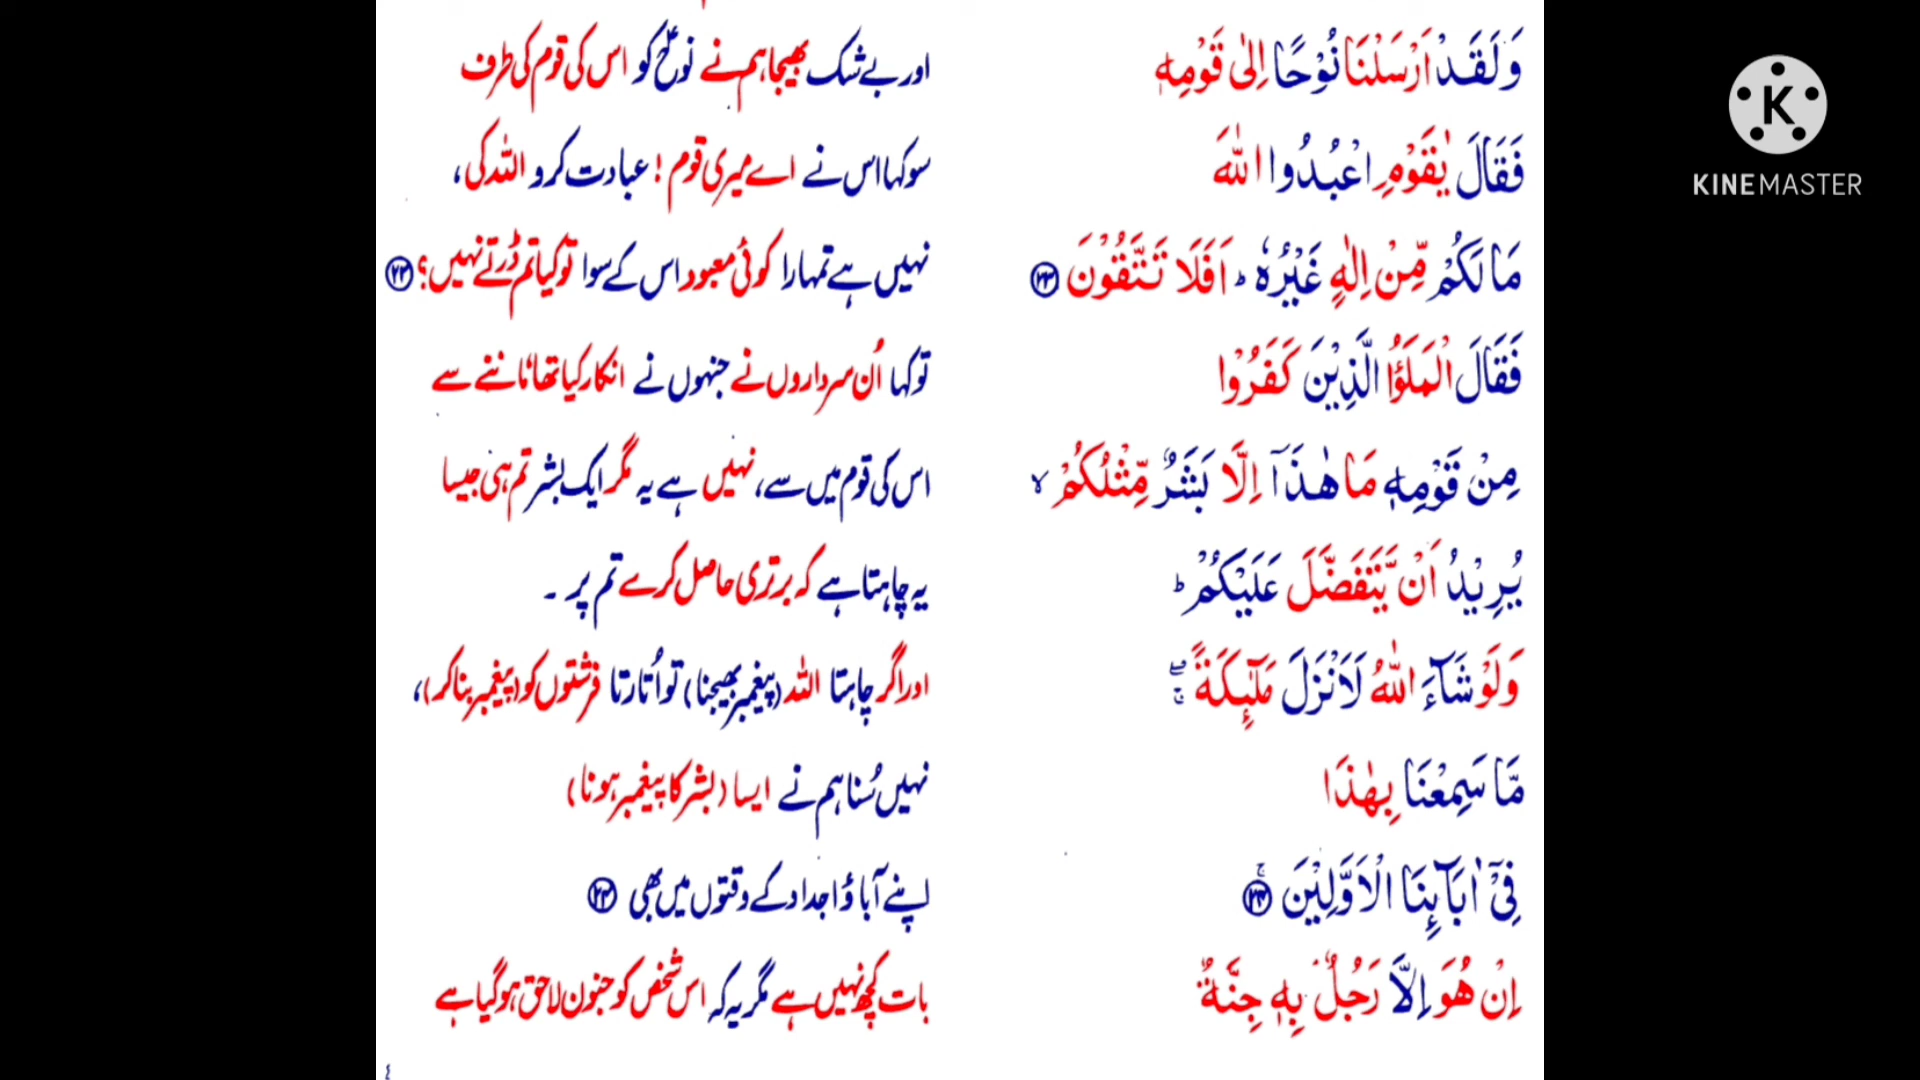 وَلَقَدْ اَرْسَلْنَا نُوْحًا اِلٰى قَوْمِهٖ
اور بے شک بھیجا ہم نے نوحؑ کو اس کی قوم کی طرف
فَقَالَ يٰقَوْمِ اعْبُدُوا اللّٰهَ
سو کہا اس نے اے میری قوم! عبادت کرو اللہ کی،
مَا لَكُمْ مِّنْ اِلٰهٍ غَيْرُهٗ ؕ اَفَلَا تَتَّقُوْنَ ۲۳
نہیں ہے تمہارا کوئی معبود اس کے سوا تو کیا تم ڈرتے نہیں؟ ۲۳
فَقَالَ الْمَلَؤُا الَّذِيْنَ كَفَرُوْا
تو کہا اُن سرداروں نے جنہوں نے انکار کیا تھا ماننے سے
مِنْ قَوْمِهٖ مَا هٰذَاۤ اِلَّا بَشَرٌ مِّثْلُكُمْ ۙ
اس کی قوم میں سے، نہیں ہے یہ مگر ایک بشر تم ہی جیسا
يُرِيْدُ اَنْ يَّتَفَضَّلَ عَلَيْكُمْ ؕ
یہ چاہتا ہے کہ برتری حاصل کرے تم پر ۔
وَلَوْ شَآءَ اللّٰهُ لَاَنْزَلَ مَلٰٓئِكَةً ۖۚ
اور اگر چاہتا اللہ (پیغمبر بھیجنا) تو اُتارتا فرشتوں کو (پیغمبر بنا کر)،
مَّا سَمِعْنَا بِهٰذَا
نہیں سُنا ہم نے ایسا (بشر کا پیغمبر ہونا)
فِيْۤ اٰبَآئِنَا الْاَوَّلِيْنَ ۚ ۲۴
اپنے آباؤ اجداد کے وقتوں میں بھی ۲۴
اِنْ هُوَ اِلَّا رَجُلٌۢ بِهٖ جِنَّةٌ
بات کچھ نہیں ہے مگر یہ کہ اس شخص کو جنون لاحق ہو گیا ہے
K
KINEMASTER